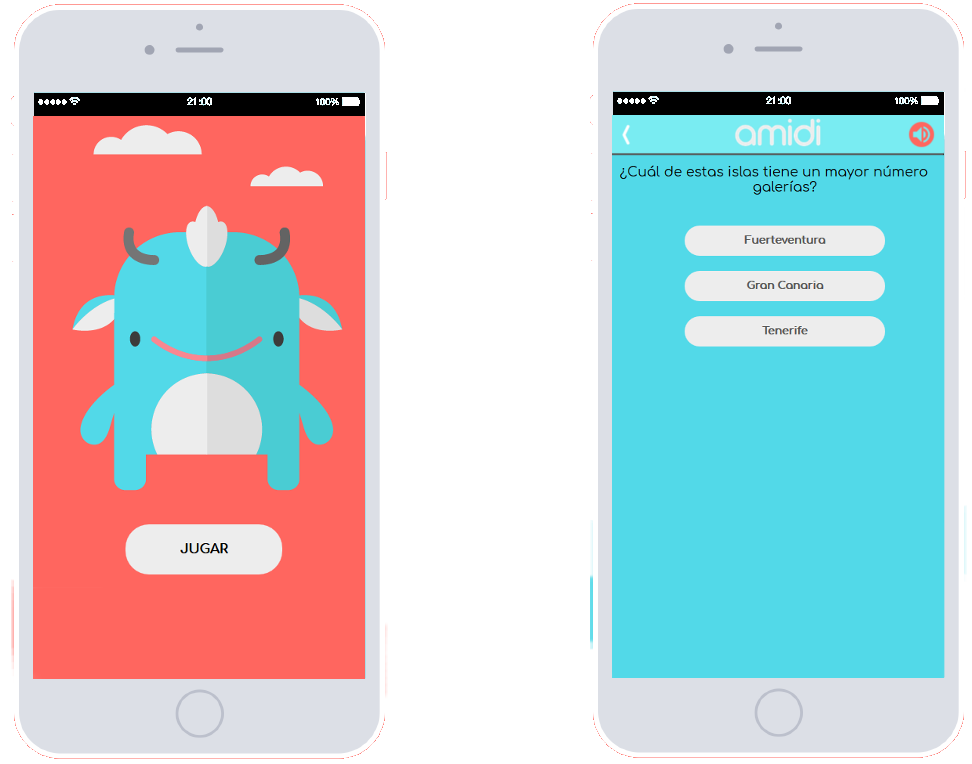 21:00
100%
JUGAR
21:00
100%
amidi
¿Cuál de estas islas tiene un mayor número
galerías?
Fuerteventura
Gran Canaria
Tenerife